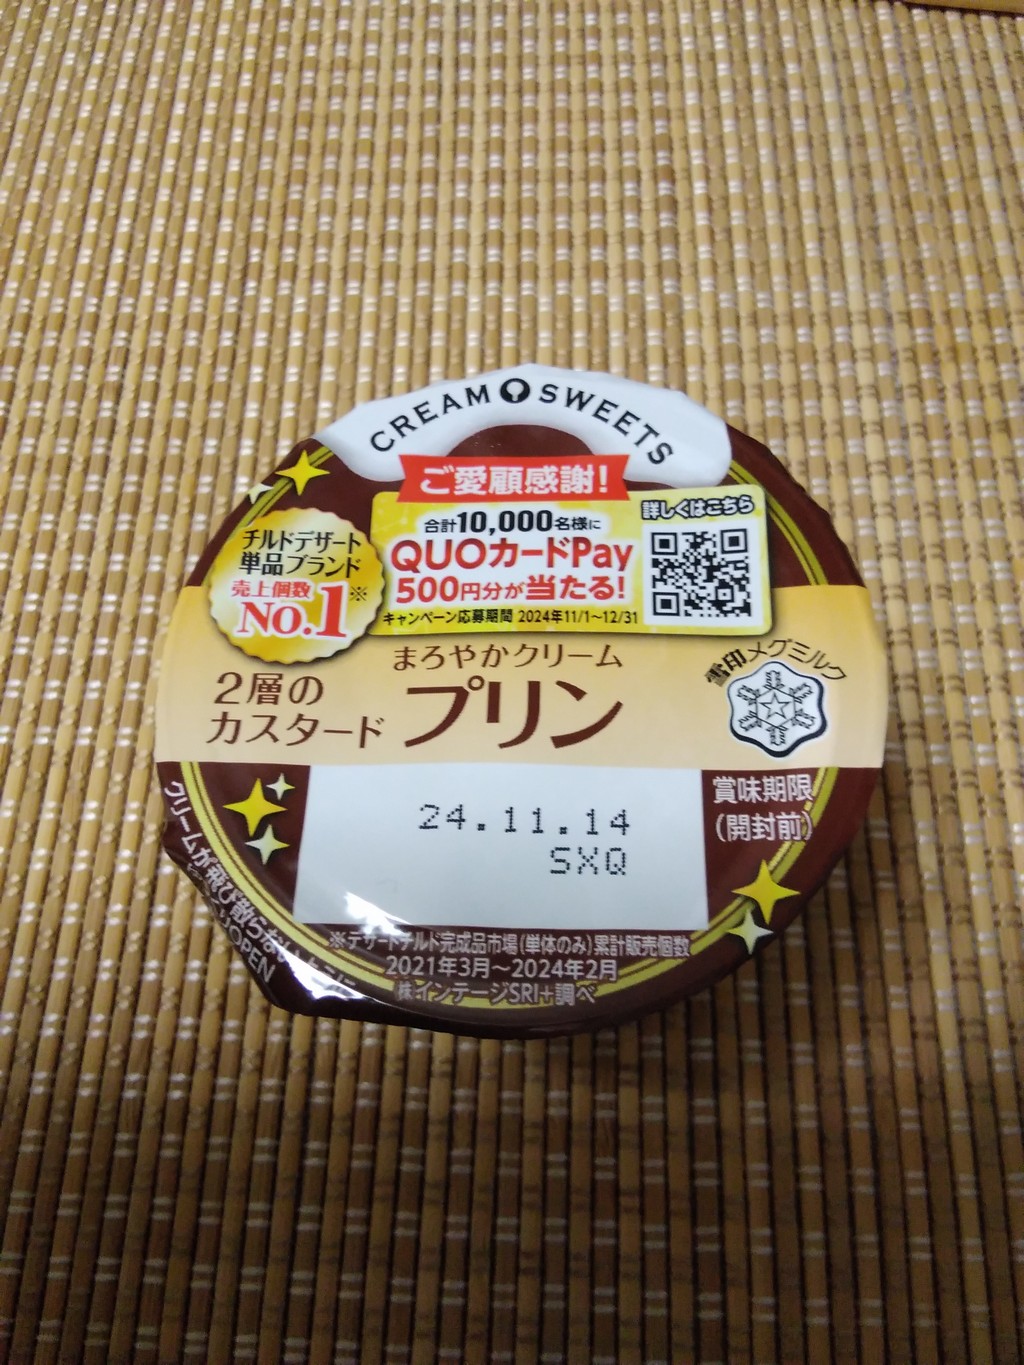 CREAM SWEETS
ご愛顧感謝!
合計10,000名様に
QUOカードPay
500円分が当たる!
キャンペーン応募期間 2024年11/1～12/31
詳しくはこちら
チルドデザート
単品ブランド
売上個数
No.1※
まろやかクリーム
プリン
2層の
カスタード
雪印メグミルク
賞味期限
(開封前)
24.11.14
SXQ
※デザートチルド完成品市場(単体のみ)累計販売個数
2021年3月～2024年2月
㈱インテージSRI+調べ
クリームが飛び散らない
OPEN